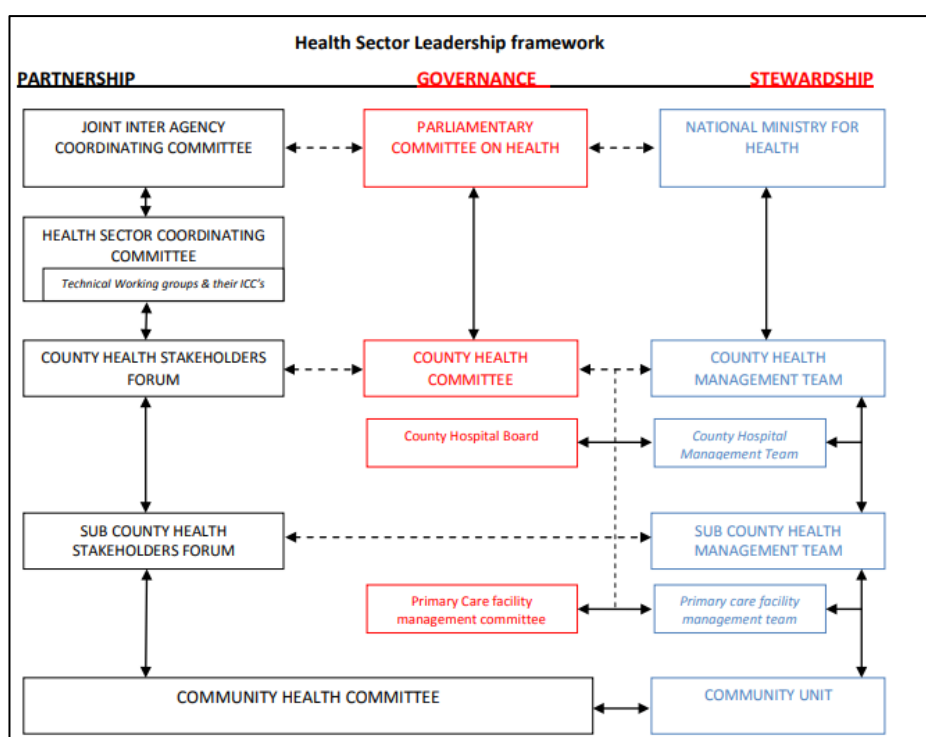 Health Sector Leadership framework
PARTNERSHIP GOVERNANCE STEWARDSHIP
JOINT INTER AGENCY
COORDINATING COMMITTEE
PARLIAMENTARY
COMMITTEE ON HEALTH
NATIONAL MINISTRY FOR
HEALTH
HEALTH SECTOR COORDINATING
COMMITTEE
Technical Working groups & their ICC's
COUNTY HEALTH STAKEHOLDERS
FORUM
COUNTY HEALTH
COMMITTEE
COUNTY HEALTH
MANAGEMENT TEAM
County Hospital Board
County Hospital
Management Team
SUB COUNTY HEALTH
STAKEHOLDERS FORUM
SUB COUNTY HEALTH
MANAGEMENT TEAM
Primary Care facility
management committee
Primary care facility
management team
COMMUNITY HEALTH COMMITTEE
COMMUNITY UNIT